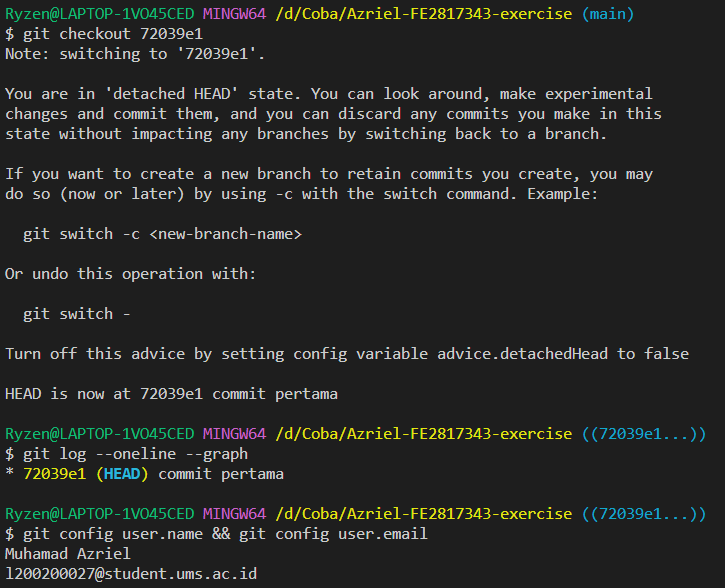 Ryzen@LAPTOP-1VO45CED MINGW64 /d/Coba/Azriel-FE2817343-exercise (main)
$ git checkout 72039e1
Note: switching to '72039e1'.
You are in 'detached HEAD' state. You can look around, make experimental
changes and commit them, and you can discard any commits you make in this
state without impacting any branches by switching back to a branch.
If you want to create a new branch to retain commits you create, you may
do so (now or later) by using -c with the switch command. Example:
git switch -c <new-branch-name>
Or undo this operation with:
git switch -
Turn off this advice by setting config variable advice.detachedHead to false
HEAD is now at 72039e1 commit pertama
Ryzen@LAPTOP-1VO45CED MINGW64 /d/Coba/Azriel-FE2817343-exercise ((72039e1...))
$ git log --oneline --graph
* 72039e1 (HEAD) commit pertama
Ryzen@LAPTOP-1VO45CED MINGW64 /d/Coba/Azriel-FE2817343-exercise ((72039e1...))
$ git config user.name && git config user.email
Muhamad Azriel
l200200027@student.ums.ac.id